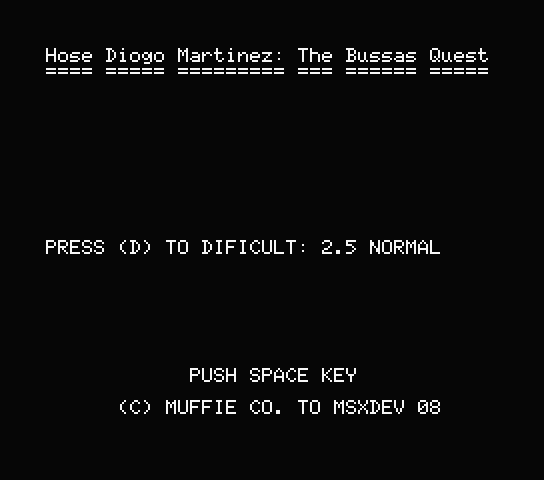 Hose Diogo Martinez: The Bussas Quest
==== ===== ========= === ====== =====
PRESS (D) TO DIFICULT: 2.5 NORMAL
PUSH SPACE KEY
(C) MUFFIE CO. TO MSXDEV 08